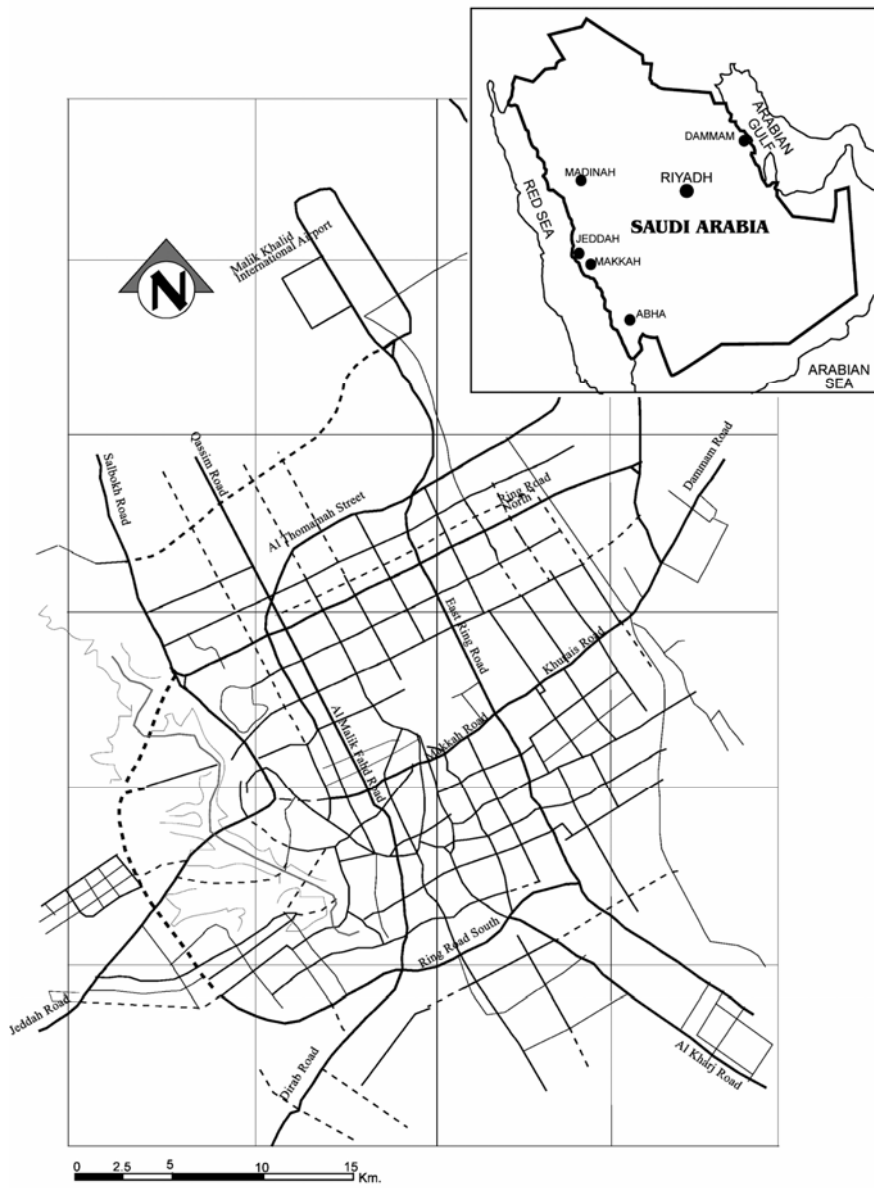 ARABIAN
GULF
DAMMAM
MADINAH
RIYADH
RED SEA
SAUDI ARABIA
JEDDAH
MAKKAH
ABHA
ARABIAN
SEA
Malik Khalid
International Airport
N
Salbokh Road
Qassim Road
Al Thomamah Street
Ring Road
North
Dammam Road
East Ring Road
Khurais Road
Makkah Road
Al Malik Fahd Road
Ring Road South
Jeddah Road
Dirab Road
Al Kharj Road
0 2.5 5 10 15
Km.